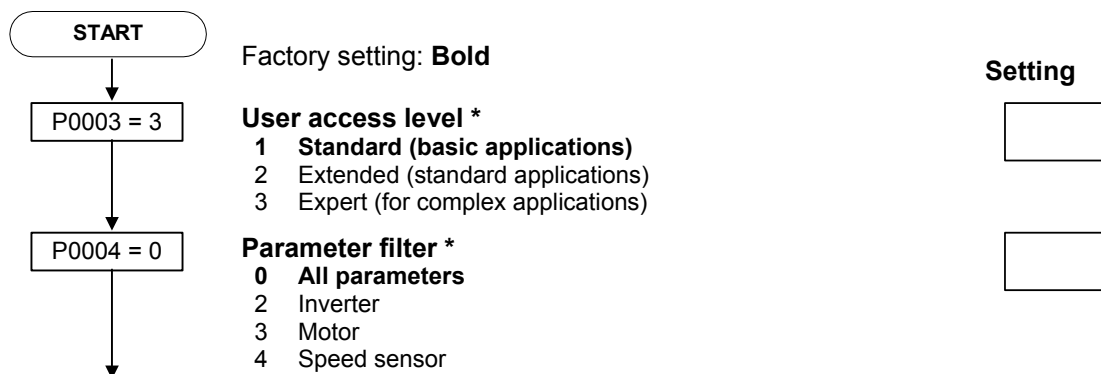 START
Factory setting: Bold
Setting
P0003 = 3
User access level *
1 Standard (basic applications)
2 Extended (standard applications)
3 Expert (for complex applications)
P0004 = 0
Parameter filter *
0 All parameters
2 Inverter
3 Motor
4 Speed sensor